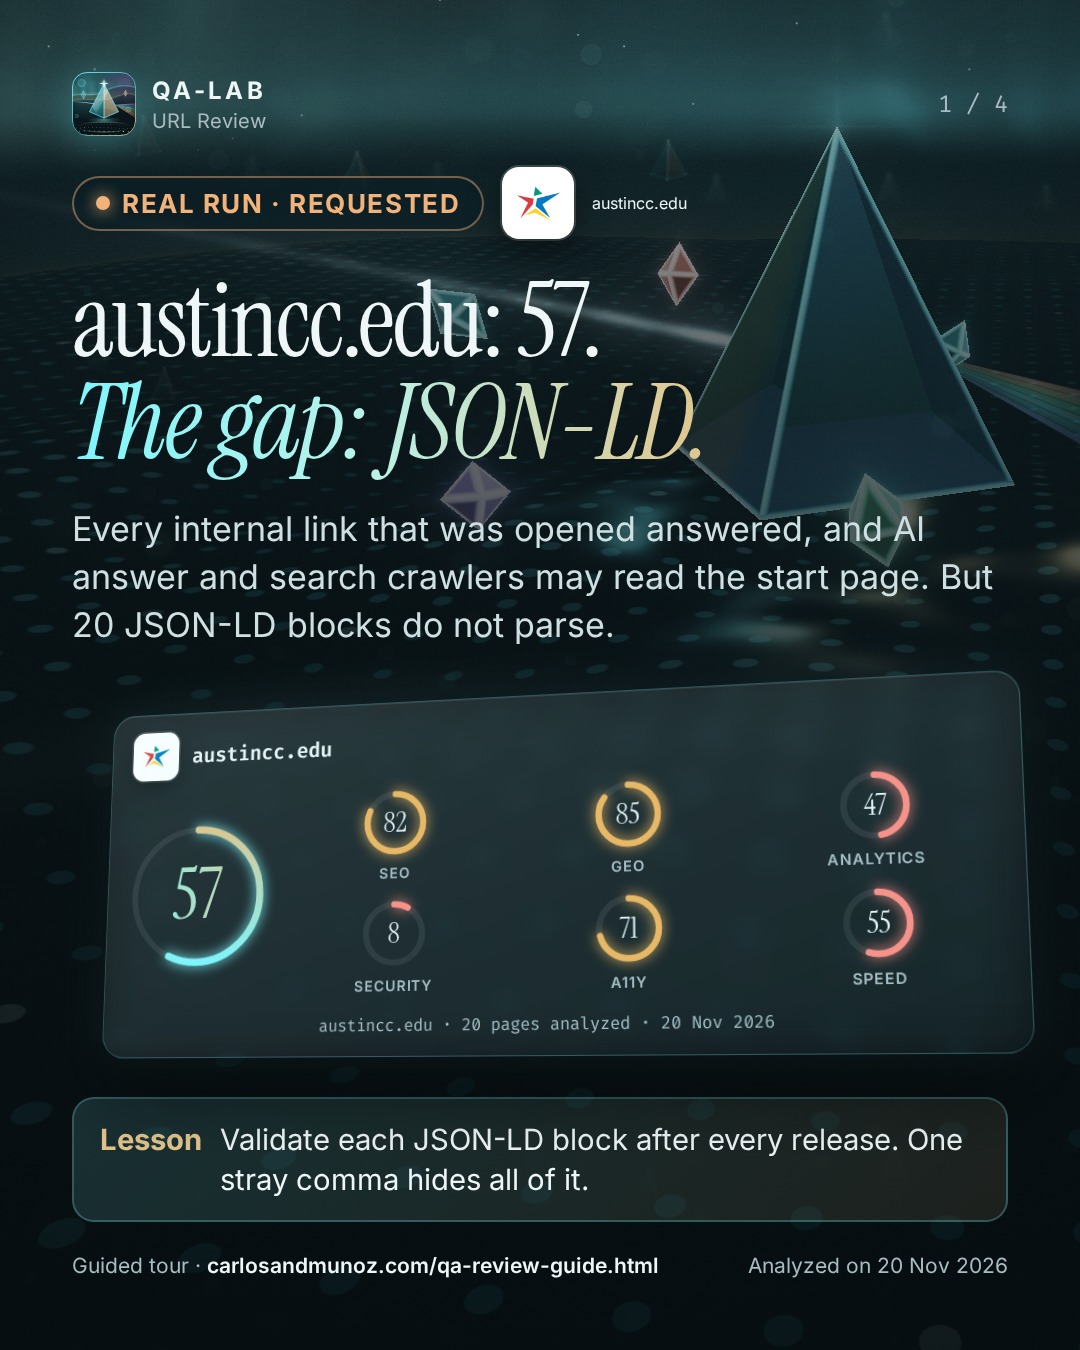 QA-LAB
URL Review
1 / 4
REAL RUN · REQUESTED
austincc.edu
austincc.edu: 57.
The gap: JSON-LD.
Every internal link that was opened answered, and AI
answer and search crawlers may read the start page. But
20 JSON-LD blocks do not parse.
austincc.edu
57
82
SEO
85
GEO
47
ANALYTICS
8
SECURITY
71
A11Y
55
SPEED
austincc.edu · 20 pages analyzed · 20 Nov 2026
Lesson Validate each JSON-LD block after every release. One
stray comma hides all of it.
Guided tour · carlosandmunoz.com/qa-review-guide.html
Analyzed on 20 Nov 2026